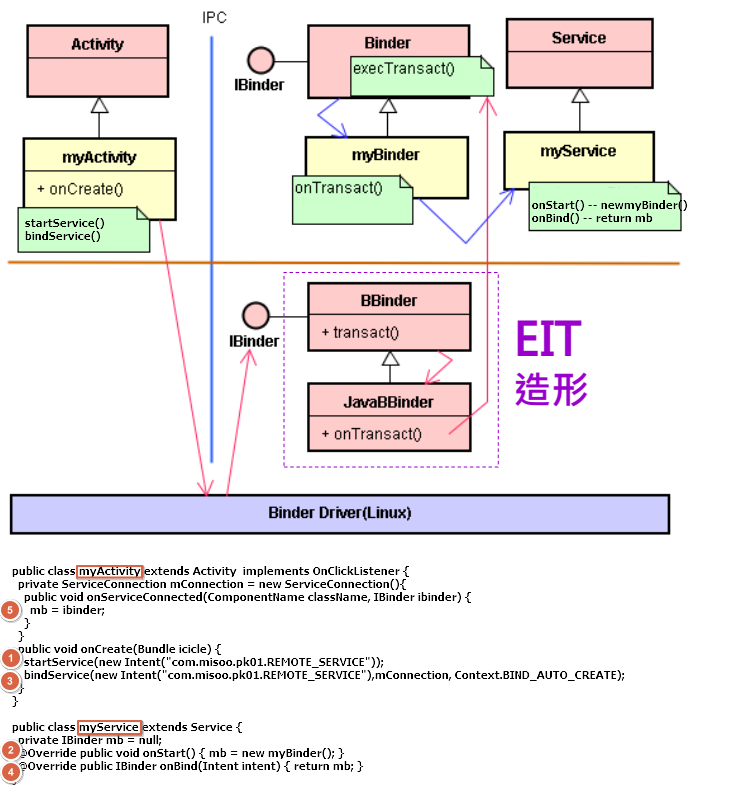 IPC
Activity
Binder
Service
execTransact()
IBinder
myActivity
myBinder
myService
+ onCreate()
onTransact()
startService()
bindService()
onStart() -- newmyBinder()
onBind() -- return mb
BBinder
+ transact()
IBinder
EIT
造形
JavaBBinder
+ onTransact()
Binder Driver(Linux)
public class myActivity extends Activity implements OnClickListener {
private ServiceConnection mConnection = new ServiceConnection(){
public void onServiceConnected(ComponentName className, IBinder ibinder) {
5 mb = ibinder;
}
}
public void onCreate(Bundle icicle) {
1 startService(new Intent("com.misoo.pk01.REMOTE_SERVICE"));
3 bindService(new Intent("com.misoo.pk01.REMOTE_SERVICE"),mConnection, Context.BIND_AUTO_CREATE);
}
}
public class myService extends Service {
private IBinder mb = null;
2 @Override public void onStart() { mb = new myBinder(); }
4 @Override public IBinder onBind(Intent intent) { return mb; }
}